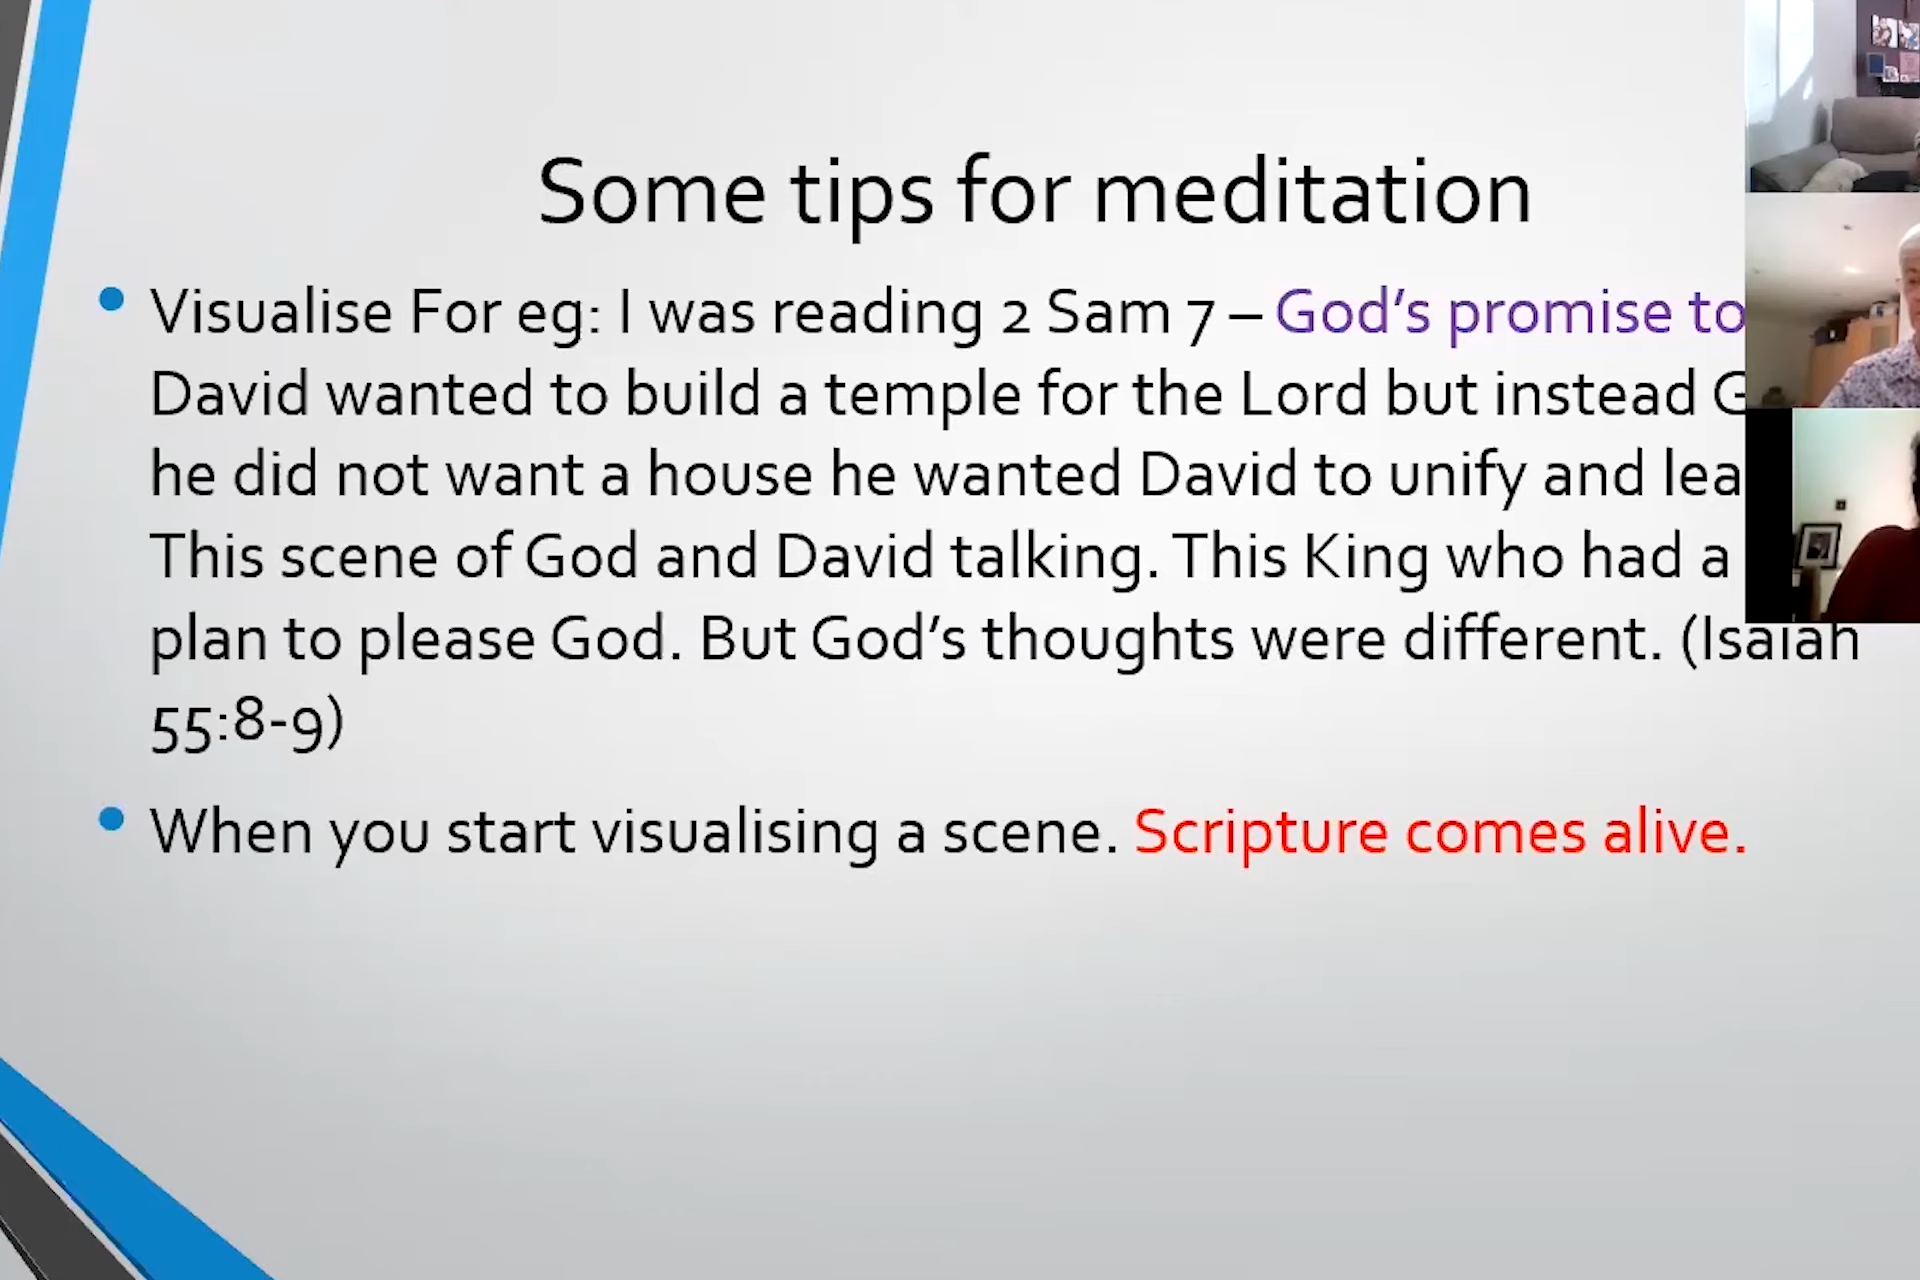 Some tips for meditation
• Visualise For eg: I was reading 2 Sam 7 – God's promise to
David wanted to build a temple for the Lord but instead
he did not want a house he wanted David to unify and
This scene of God and David talking. This King who had a
plan to please God. But God's thoughts were different. (Isaiah
55:8-9)
• When you start visualising a scene. Scripture comes alive.